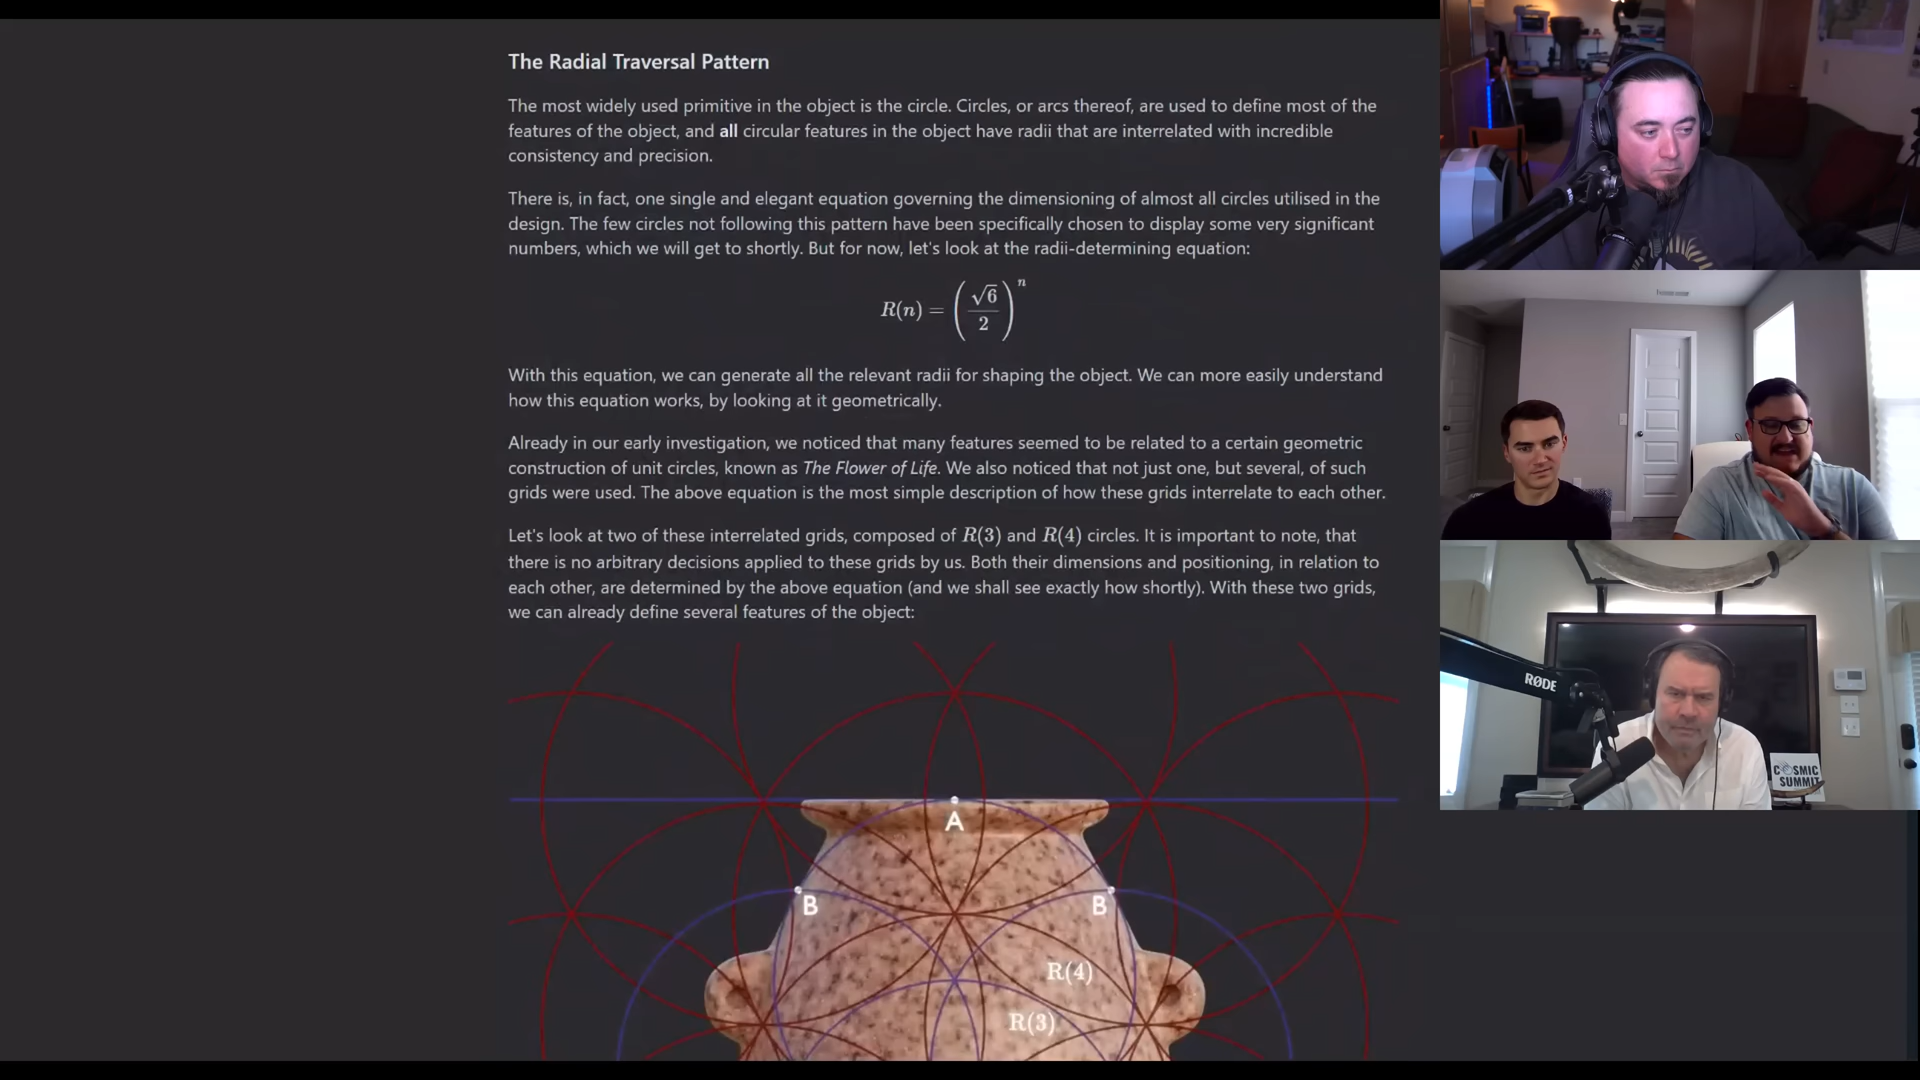 The Radial Traversal Pattern
The most widely used primitive in the object is the circle. Circles, or arcs thereof, are used to define most of the
features of the object, and all circular features in the object have radii that are interrelated with incredible
consistency and precision.
There is, in fact, one single and elegant equation governing the dimensioning of almost all circles utilised in the
design. The few circles not following this pattern have been specifically chosen to display some very significant
numbers, which we will get to shortly. But for now, let's look at the radii-determining equation:
R(n) = (√6/2)^n
With this equation, we can generate all the relevant radii for shaping the object. We can more easily understand
how this equation works, by looking at it geometrically.
Already in our early investigation, we noticed that many features seemed to be related to a certain geometric
construction of unit circles, known as The Flower of Life. We also noticed that not just one, but several, of such
grids were used. The above equation is the most simple description of how these grids interrelate to each other.
Let's look at two of these interrelated grids, composed of R(3) and R(4) circles. It is important to note, that
there is no arbitrary decisions applied to these grids by us. Both their dimensions and positioning, in relation to
each other, are determined by the above equation (and we shall see exactly how shortly). With these two grids,
we can already define several features of the object:
A
B B
R(4)
R(3)
RØDE
COSMIC
SUMMIT